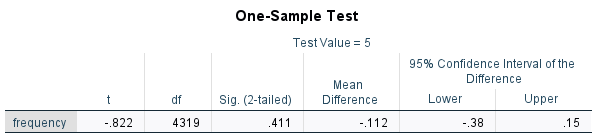 One-Sample Test
Test Value = 5
95% Confidence Interval of the
Difference
Mean
t df Sig. (2-tailed) Difference Lower Upper
frequency -.822 4319 .411 -.112 -.38 .15